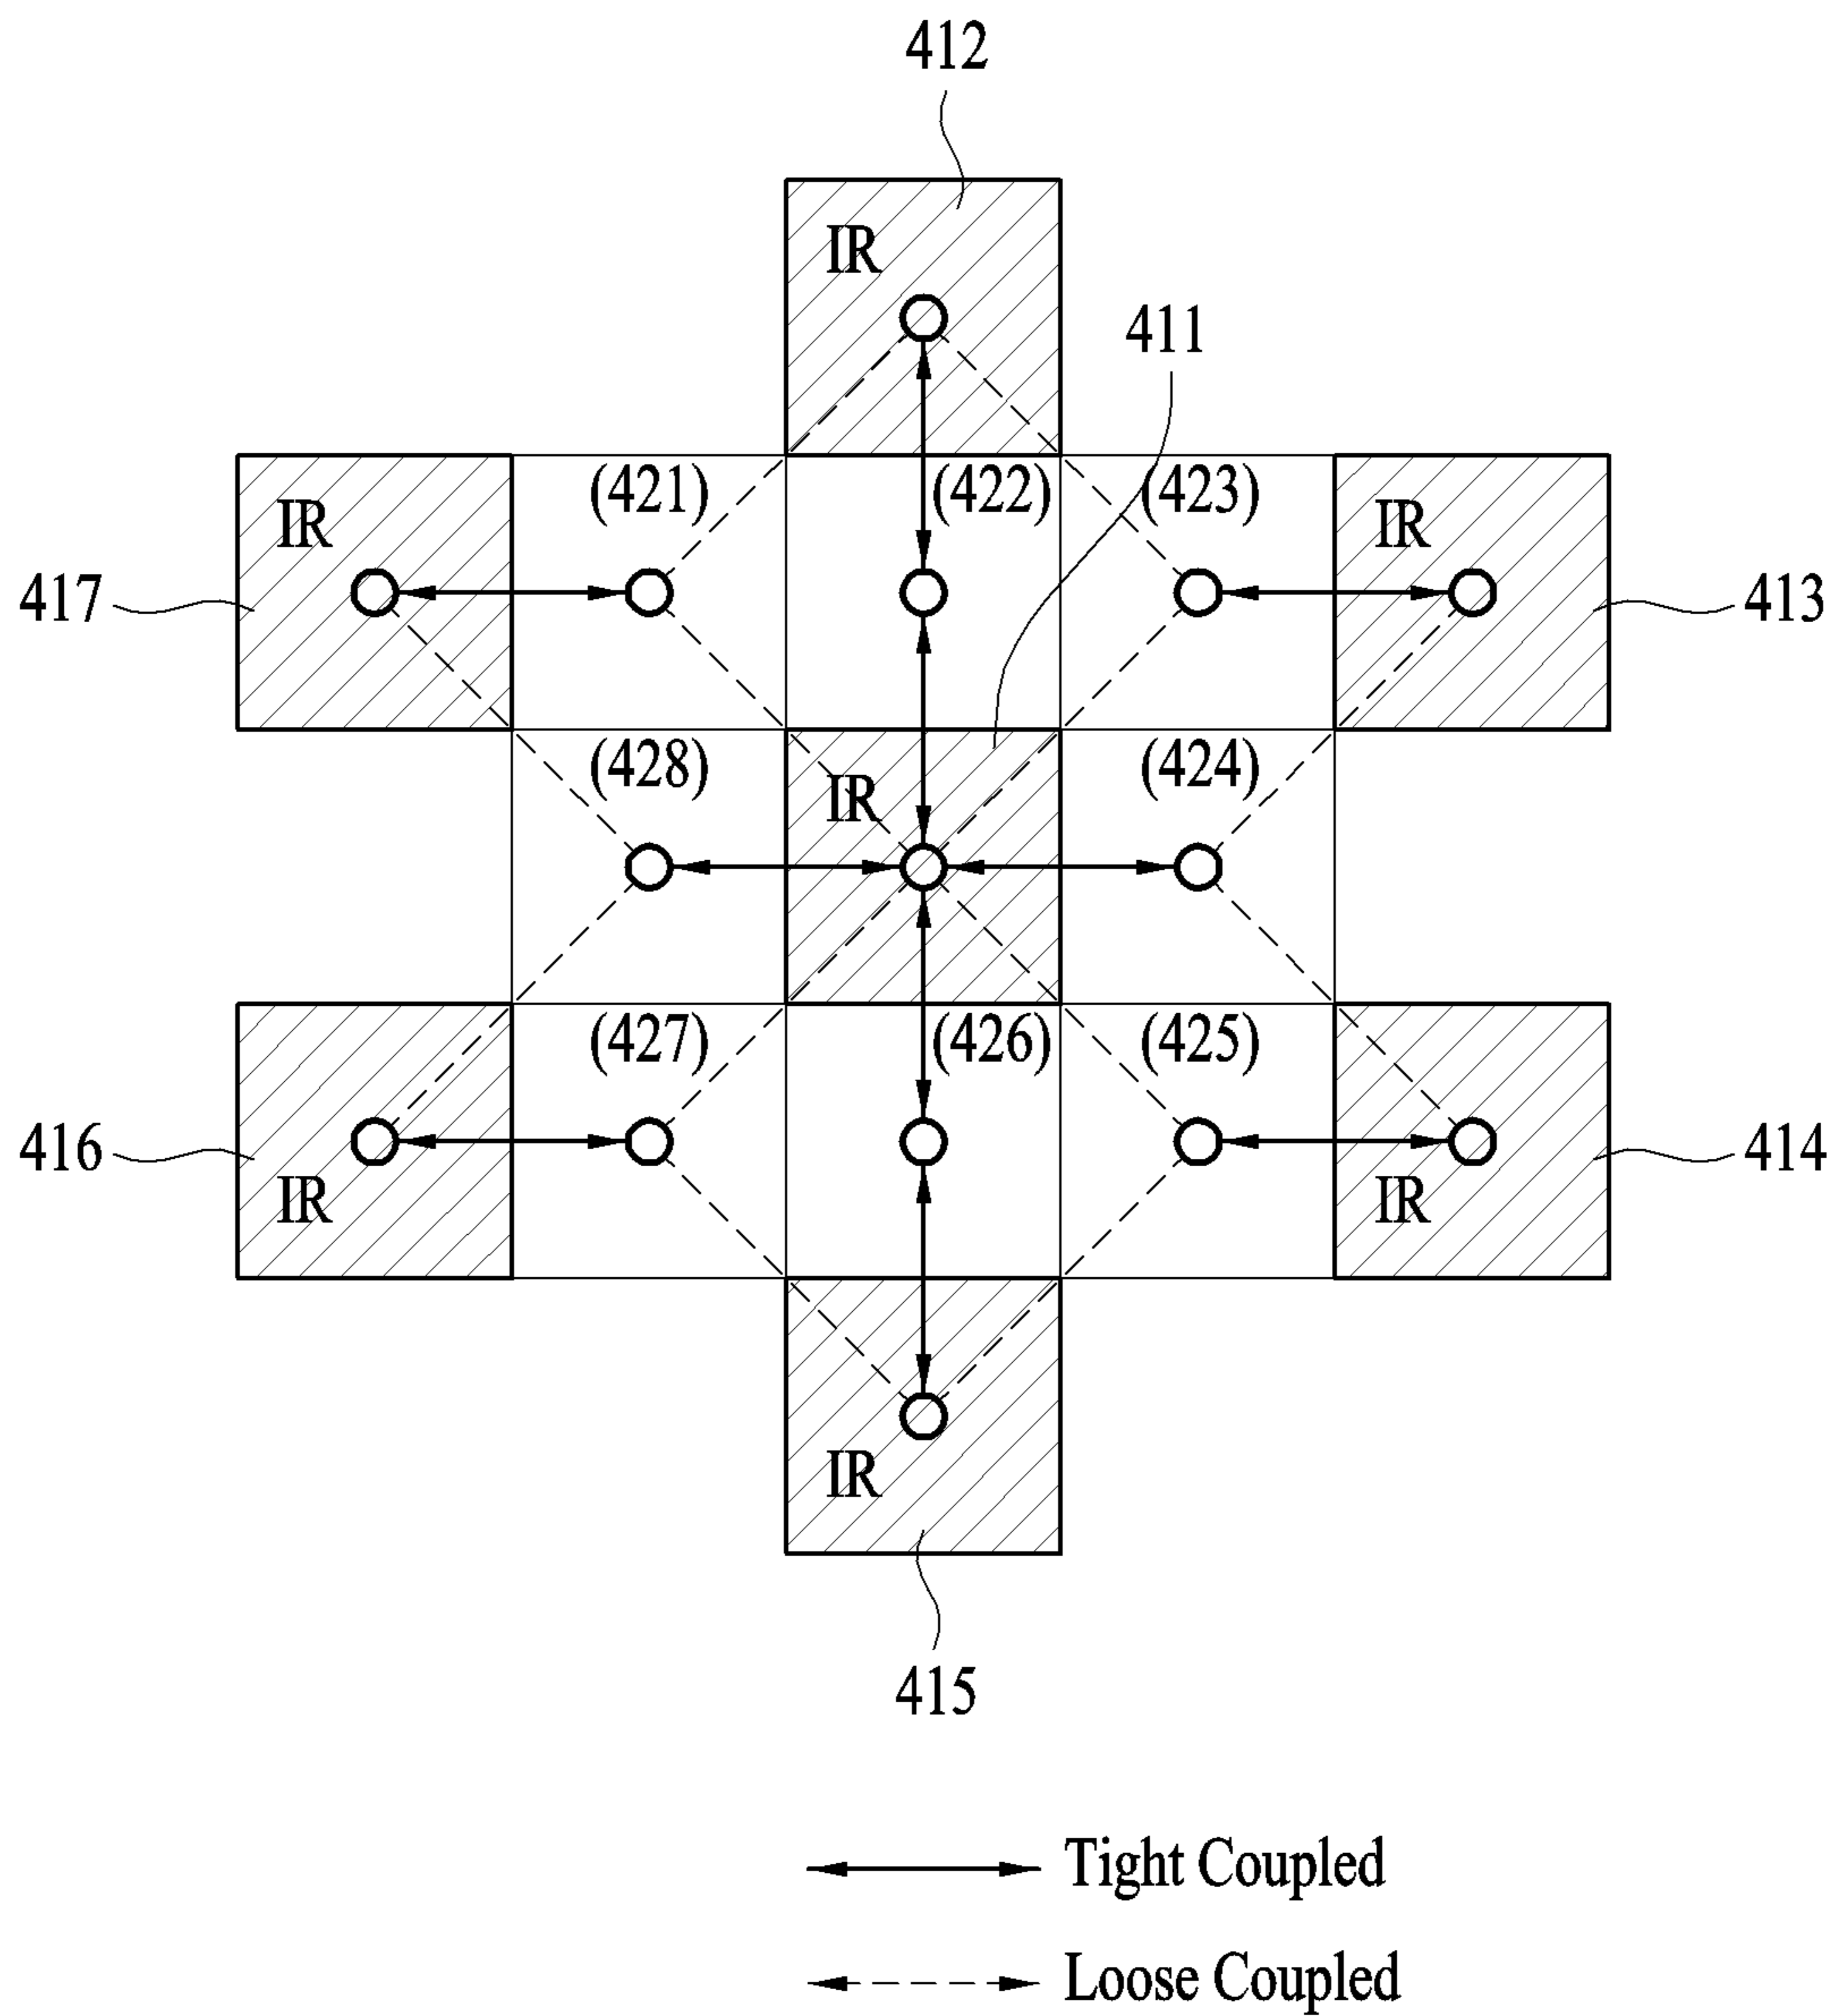 412
IR
411
(421) (422) (423)
IR IR
417 413
(428) IR (424)
(427) (426) (425)
416 414
IR IR
IR
415
Tight Coupled
Loose Coupled